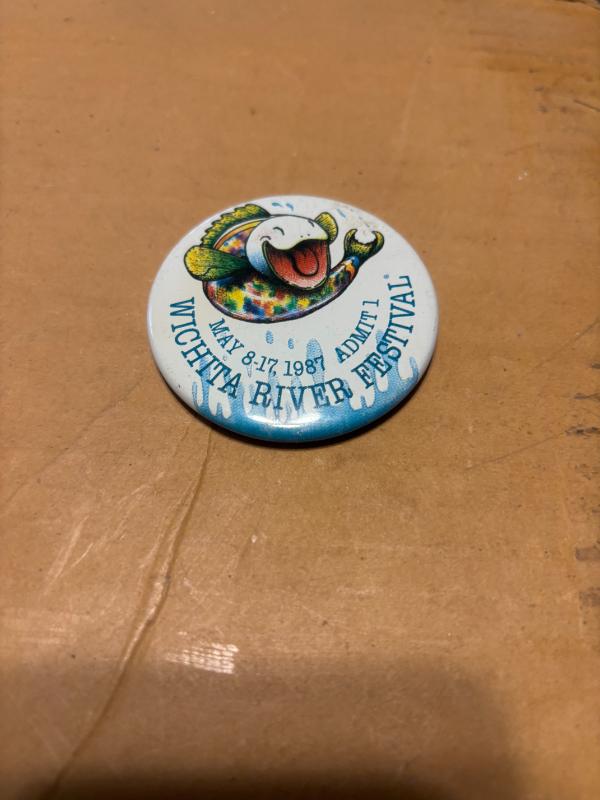 MAY 8-17, 1987 ADMIT 1
WICHITA RIVER FESTIVAL